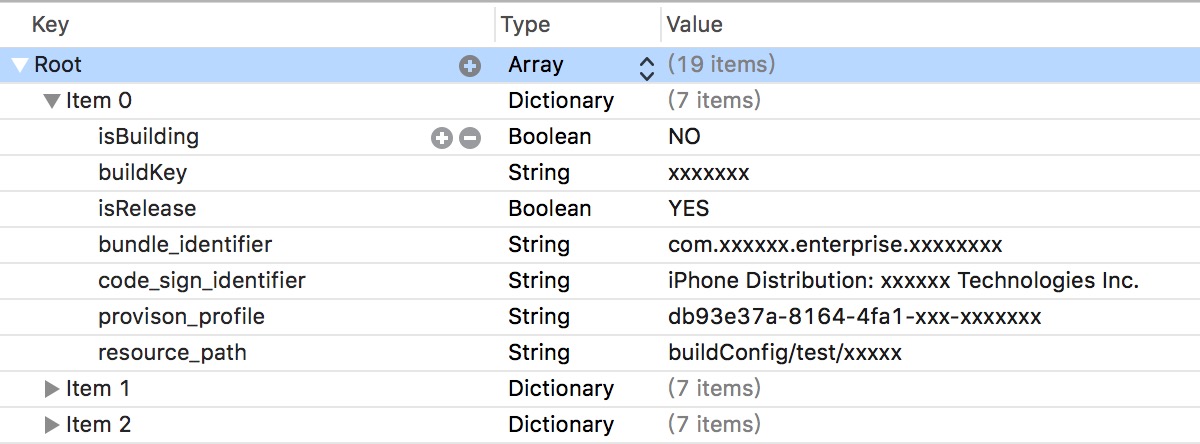 Key Type Value
Root Array (19 items)
Item 0 Dictionary (7 items)
isBuilding Boolean NO
buildKey String xxxxxxx
isRelease Boolean YES
bundle_identifier String com.xxxxxx.enterprise.xxxxxxxx
code_sign_identifier String iPhone Distribution: xxxxxx Technologies Inc.
provison_profile String db93e37a-8164-4fa1-xxx-xxxxxxx
resource_path String buildConfig/test/xxxxx
Item 1 Dictionary (7 items)
Item 2 Dictionary (7 items)